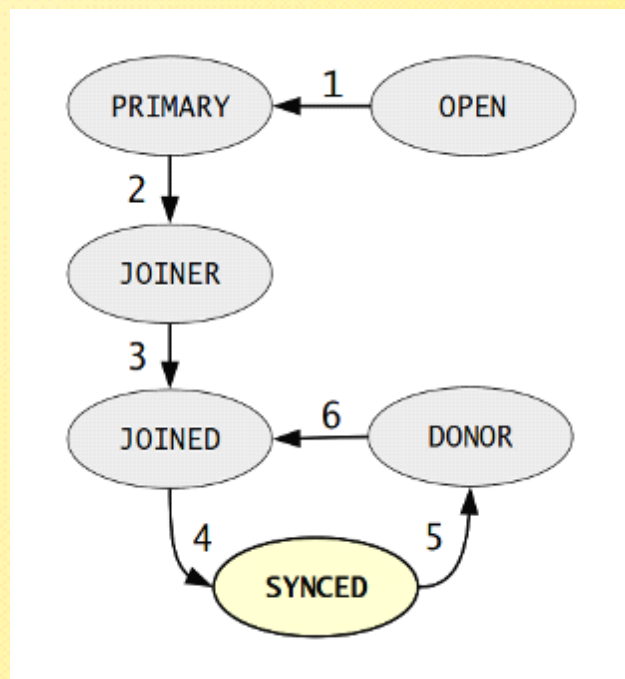 PRIMARY
1
OPEN
2
JOINER
3
JOINED
6
DONOR
4
SYNCED
5